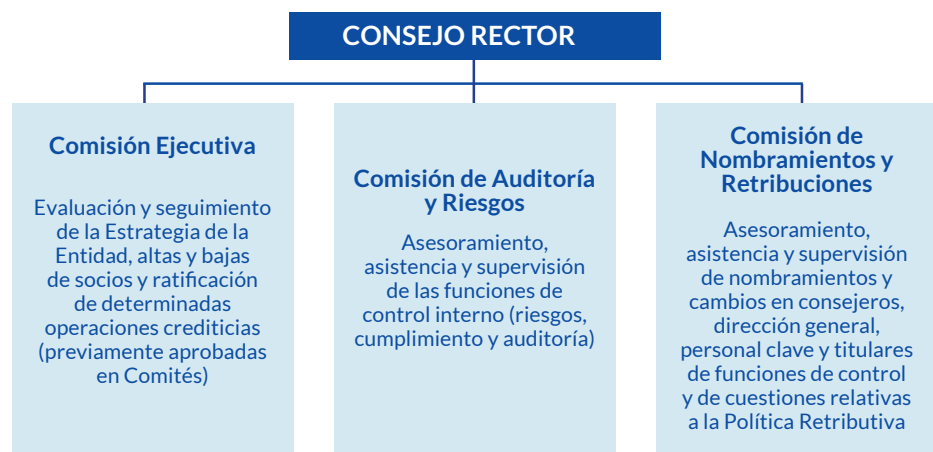 CONSEJO RECTOR
Comisión Ejecutiva
Evaluación y seguimiento
de la Estrategia de la
Entidad, altas y bajas
de socios y ratificación
de determinadas
operaciones crediticias
(previamente aprobadas
en Comités)
Comisión de Auditoría
y Riesgos
Asesoramiento,
asistencia y supervisión
de las funciones de
control interno (riesgos,
cumplimiento y auditoría)
Comisión de
Nombramientos y
Retribuciones
Asesoramiento,
asistencia y supervisión
de nombramientos y
cambios en consejeros,
dirección general,
personal clave y titulares
de funciones de control
y de cuestiones relativas
a la Política Retributiva